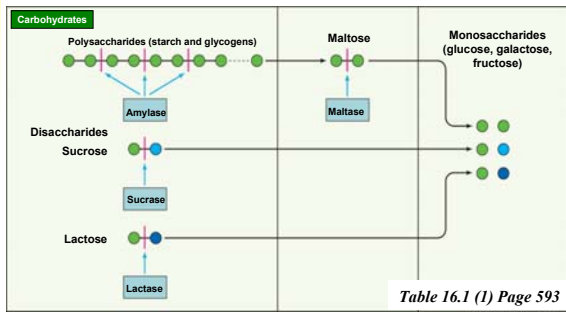 Carbohydrates
Polysaccharides (starch and glycogens)
Maltose
Monosaccharides
(glucose, galactose,
fructose)
Amylase
Maltase
Disaccharides
Sucrose
Sucrase
Lactose
Lactase
Table 16.1 (1) Page 593